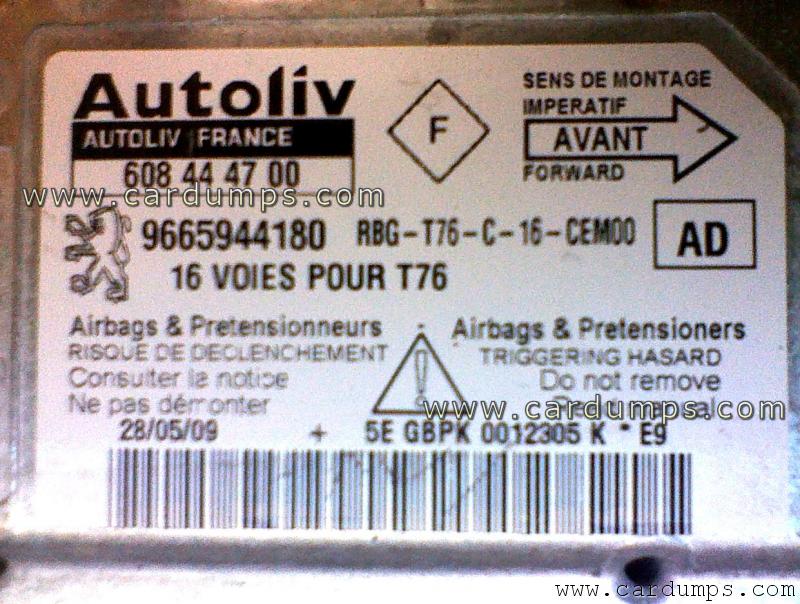 Autoliv
AUTOLIV FRANCE
608 44 47 00
F
SENS DE MONTAGE
IMPERATIF
AVANT
FORWARD
www.cardumps.com
9665944180 RBG-T76-C-16-CEM00
AD
16 VOIES POUR T76
Airbags & Pretensionneurs
RISQUE DE DECLENCHEMENT
Consulter la notice
Ne pas démonter
!
Airbags & Pretensioners
TRIGGERING HASARD
Do not remove
www.cardumps.com
28/05/09 + 5E GBPK 0012305 K * E9
www.cardumps.com